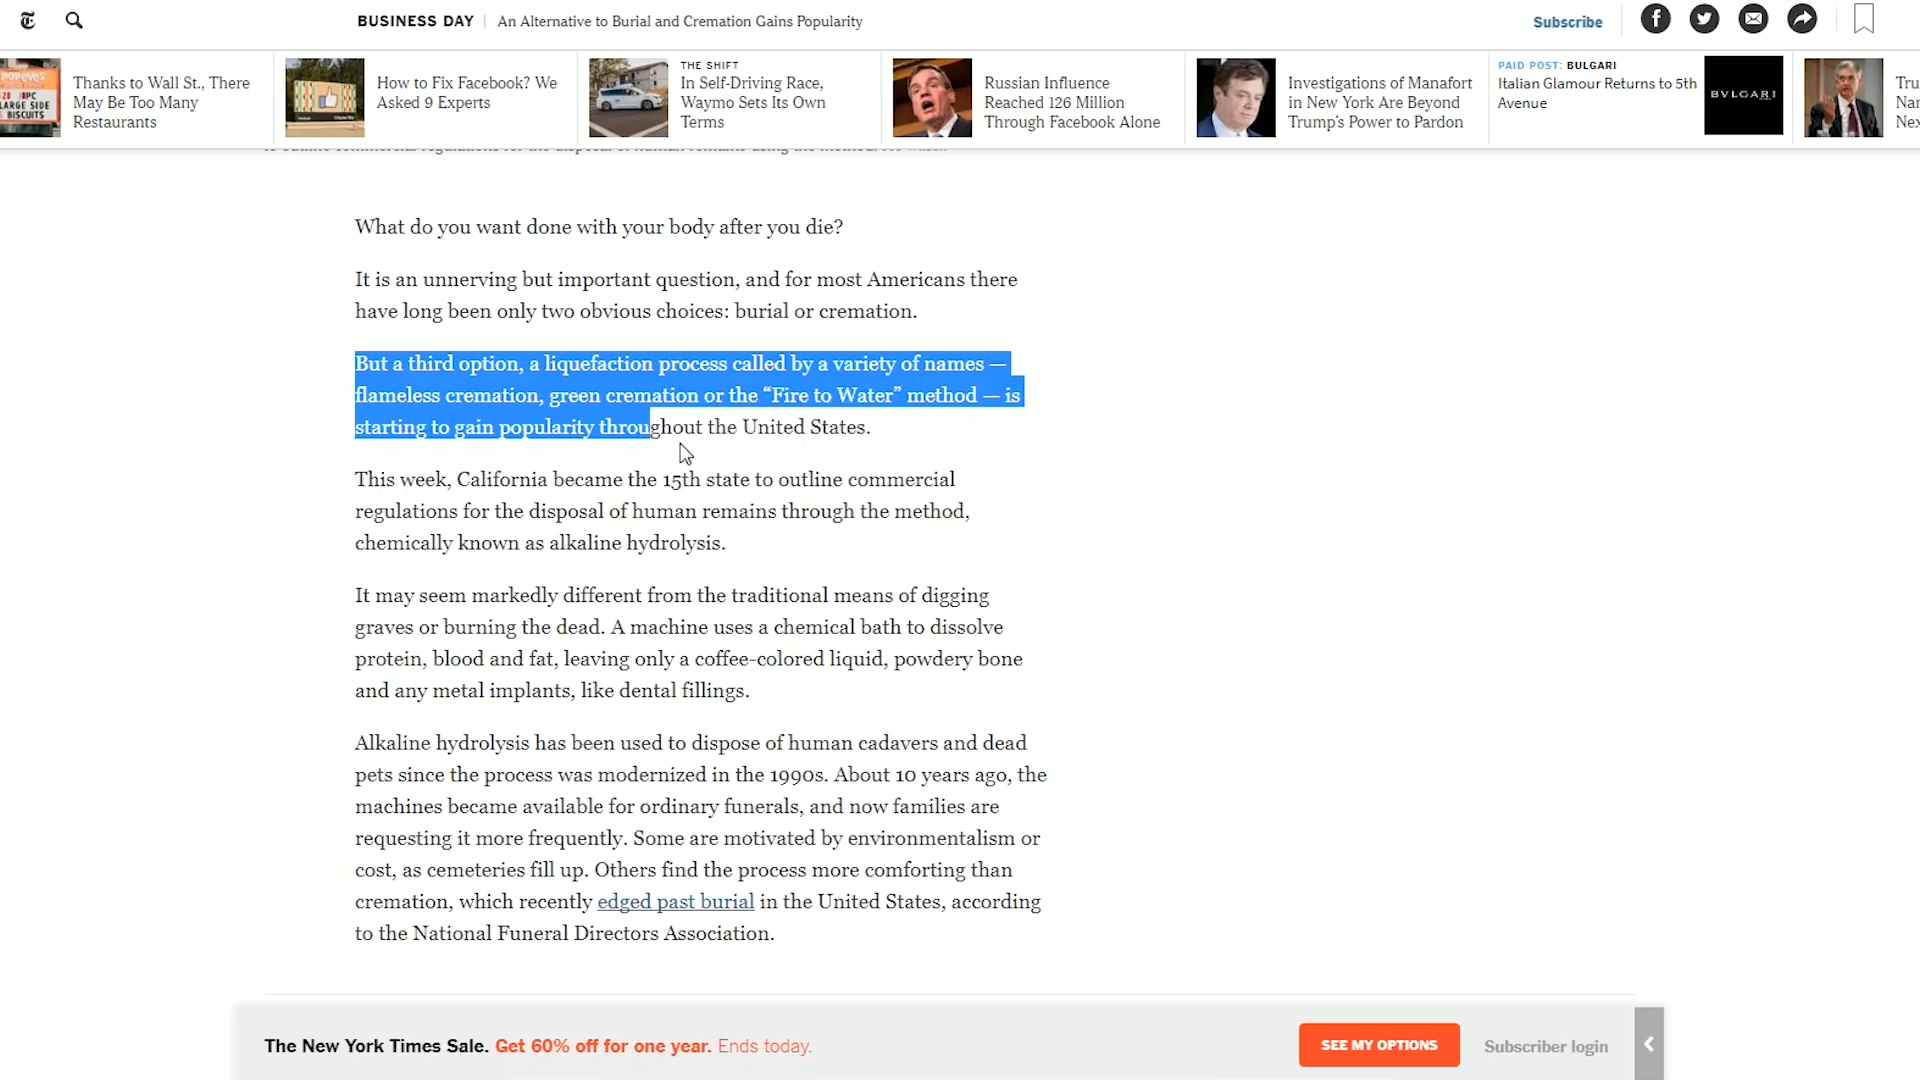 BUSINESS DAY | An Alternative to Burial and Cremation Gains Popularity
Subscribe
POPEYES
LARGE SIDE
BISCUITS
Thanks to Wall St., There
May Be Too Many
Restaurants
How to Fix Facebook? We
Asked 9 Experts
THE SHIFT
In Self-Driving Race,
Waymo Sets Its Own
Terms
Russian Influence
Reached 126 Million
Through Facebook Alone
Investigations of Manafort
in New York Are Beyond
Trump’s Power to Pardon
PAID POST: BULGARI
Italian Glamour Returns to 5th
Avenue
BVLGARI
Tru
Nar
Nex
What do you want done with your body after you die?
It is an unnerving but important question, and for most Americans there
have long been only two obvious choices: burial or cremation.
But a third option, a liquefaction process called by a variety of names —
flameless cremation, green cremation or the “Fire to Water” method — is
starting to gain popularity throughout the United States.
This week, California became the 15th state to outline commercial
regulations for the disposal of human remains through the method,
chemically known as alkaline hydrolysis.
It may seem markedly different from the traditional means of digging
graves or burning the dead. A machine uses a chemical bath to dissolve
protein, blood and fat, leaving only a coffee-colored liquid, powdery bone
and any metal implants, like dental fillings.
Alkaline hydrolysis has been used to dispose of human cadavers and dead
pets since the process was modernized in the 1990s. About 10 years ago, the
machines became available for ordinary funerals, and now families are
requesting it more frequently. Some are motivated by environmentalism or
cost, as cemeteries fill up. Others find the process more comforting than
cremation, which recently edged past burial in the United States, according
to the National Funeral Directors Association.
The New York Times Sale. Get 60% off for one year. Ends today.
SEE MY OPTIONS
Subscriber login